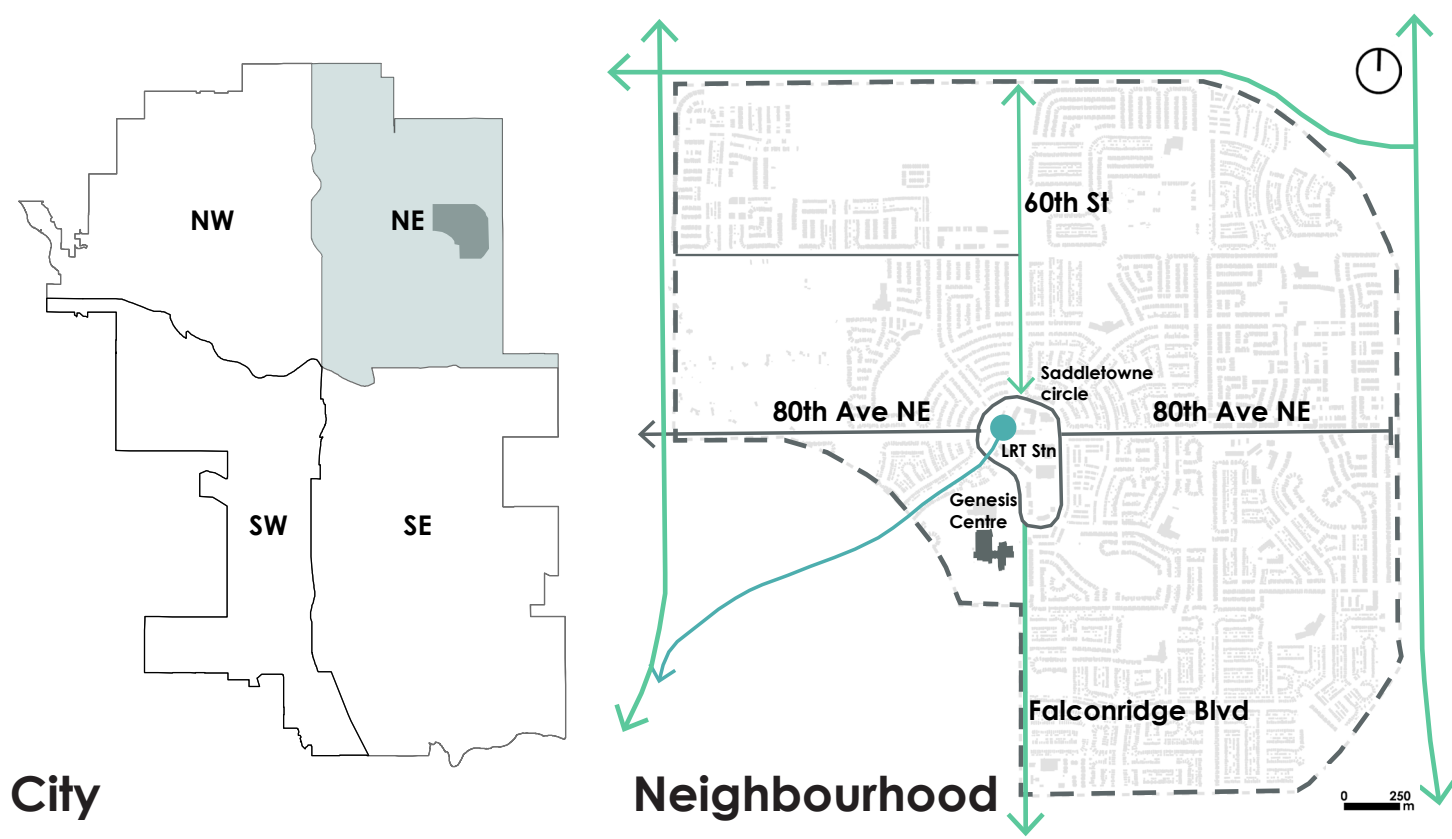 NW
NE
SW
SE
City
60th St
Saddletowne
circle
80th Ave NE
80th Ave NE
LRT Stn
Genesis
Centre
Falconridge Blvd
Neighbourhood
0
250
m